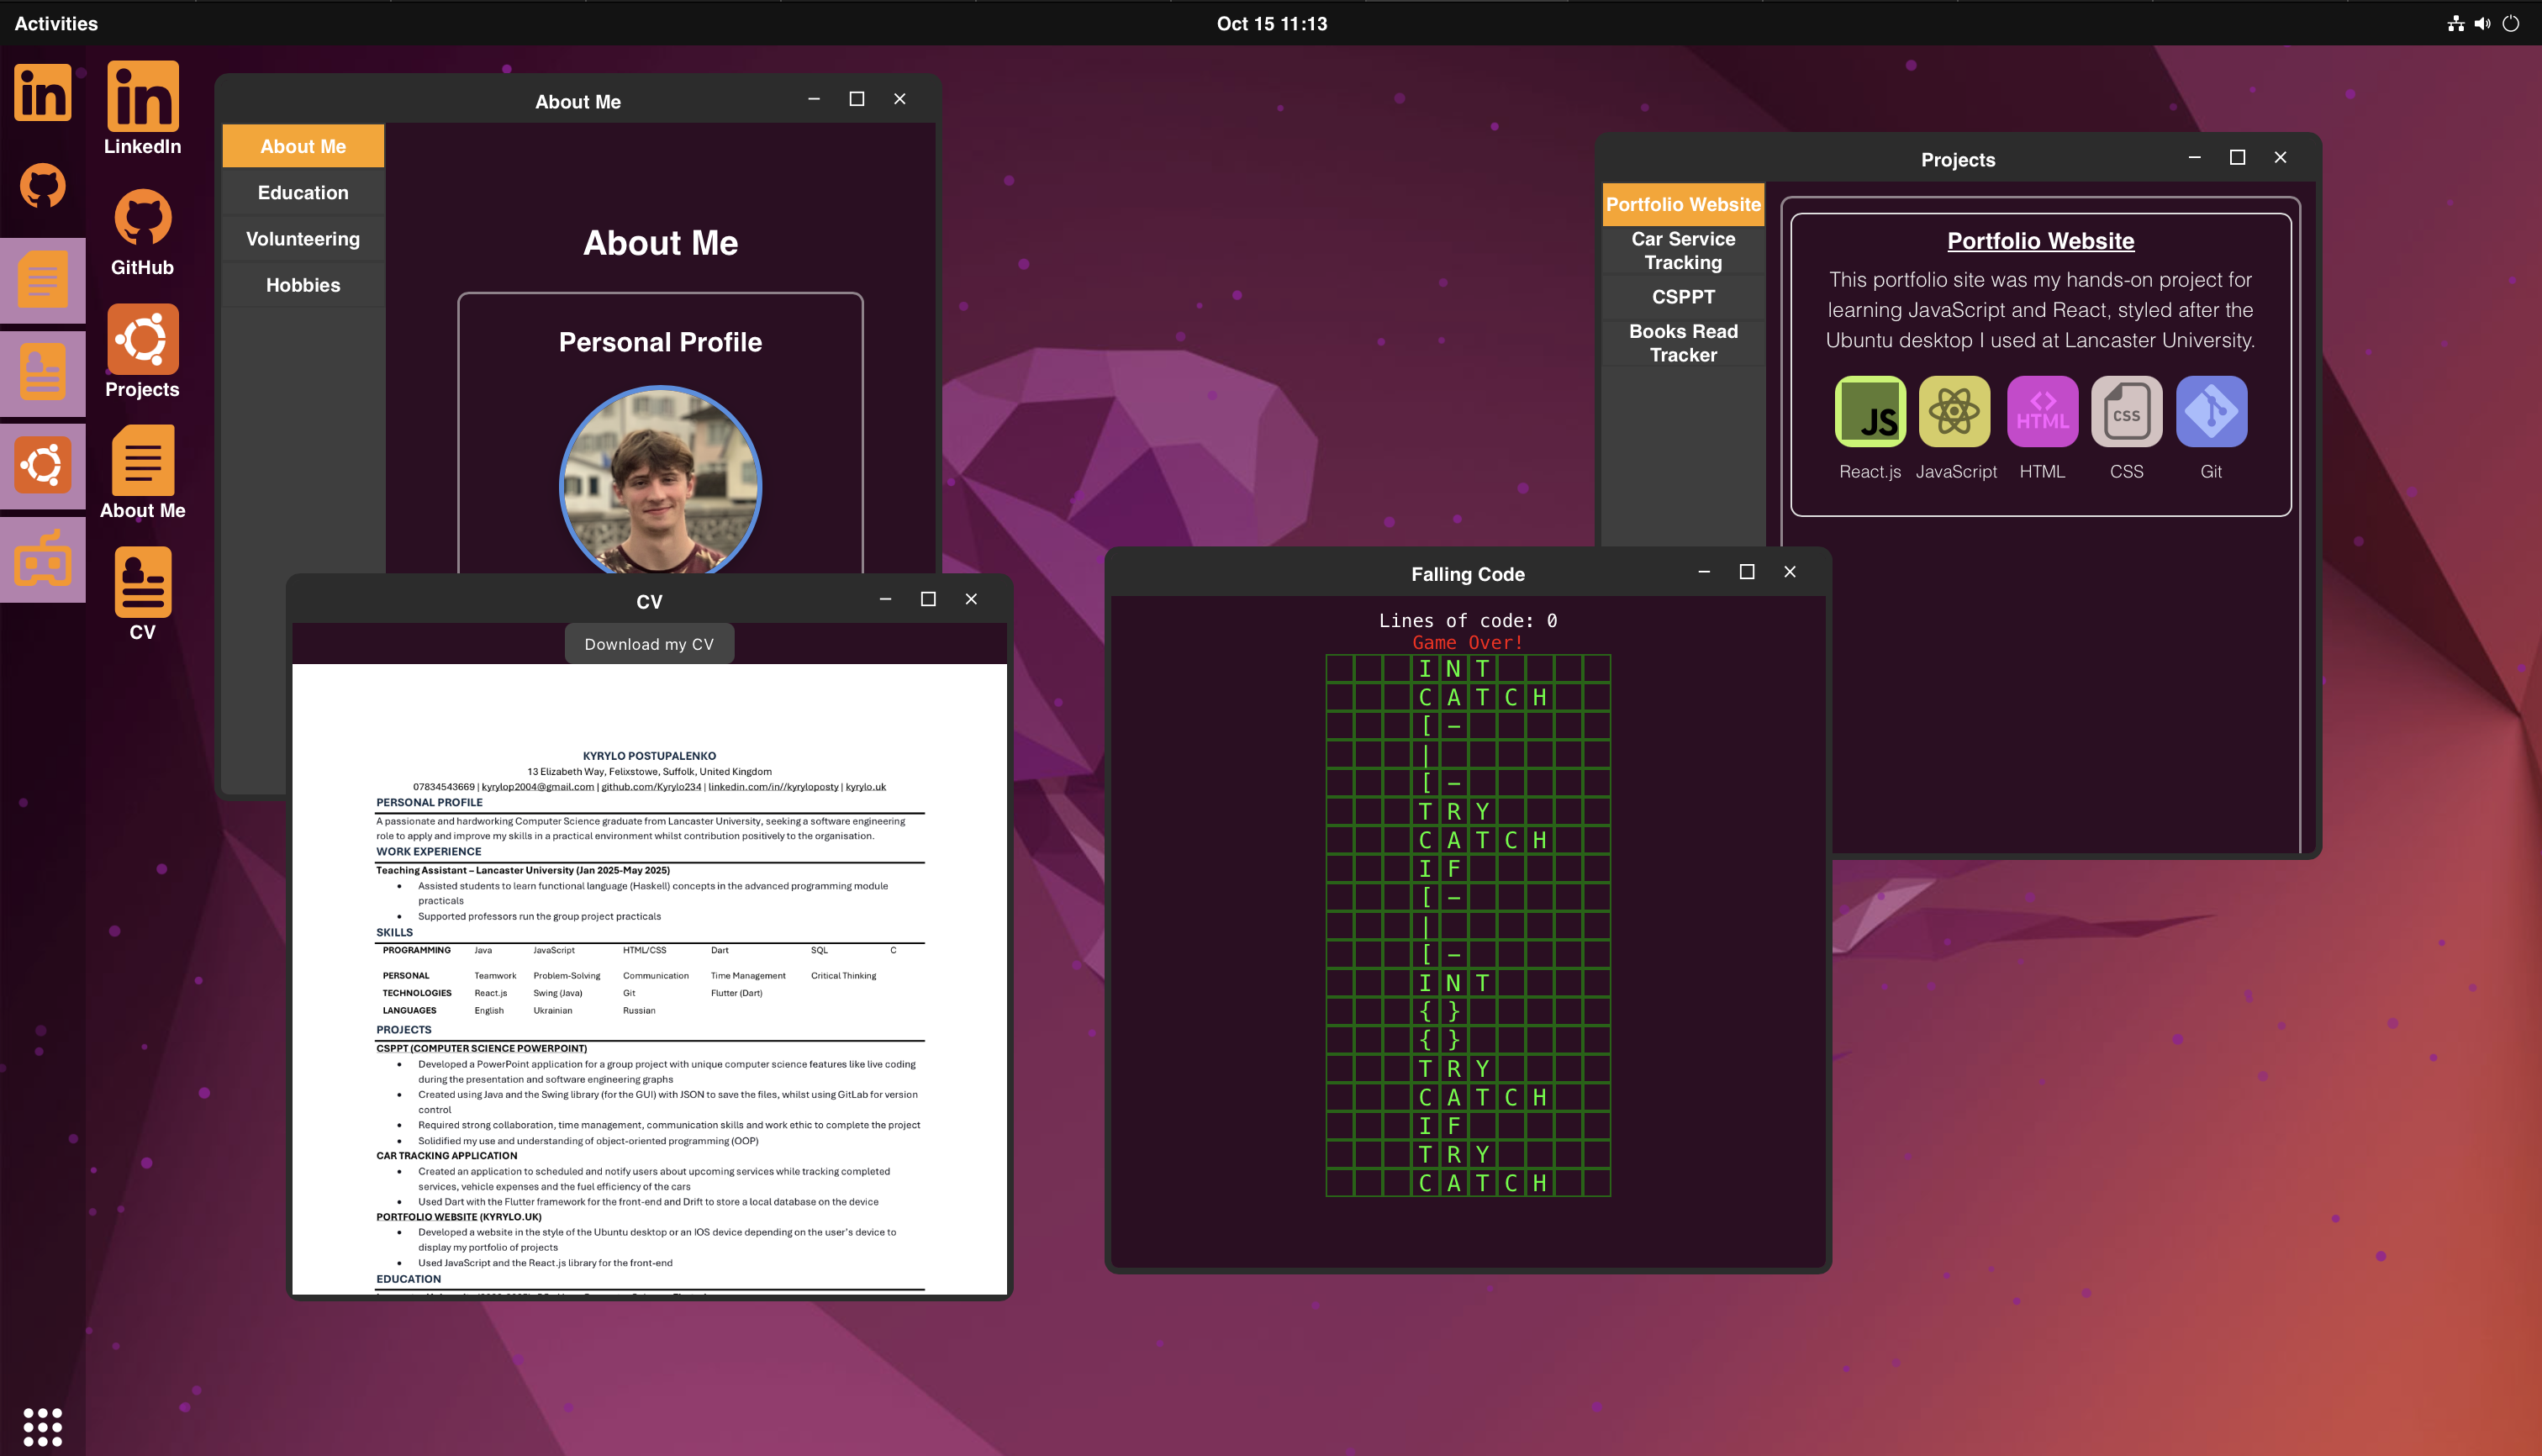 Activities
Oct 15 11:13
LinkedIn
GitHub
Projects
About Me
CV
About Me
About Me
Education
Volunteering
Hobbies
About Me
Personal Profile
Projects
Portfolio Website
Car Service
Tracking
CSPPT
Books Read
Tracker
Portfolio Website
This portfolio site was my hands-on project for
learning JavaScript and React, styled after the
Ubuntu desktop I used at Lancaster University.
JS
HTML
CSS
React.js JavaScript HTML CSS Git
CV
Download my CV
KYRYLO POSTUPALENKO
13 Elizabeth Way, Felixstowe, Suffolk, United Kingdom
07834543669 | kyrylop2004@gmail.com | github.com/Kyrylo234 | linkedin.com/in//kyryloposty | kyrylo.uk
PERSONAL PROFILE
A passionate and hardworking Computer Science graduate from Lancaster University, seeking a software engineering
role to apply and improve my skills in a practical environment whilst contribution positively to the organisation.
WORK EXPERIENCE
Teaching Assistant – Lancaster University (Jan 2025-May 2025)
• Assisted students to learn functional language (Haskell) concepts in the advanced programming module
practicals
• Supported professors run the group project practicals
SKILLS
PROGRAMMING Java JavaScript HTML/CSS Dart SQL C
PERSONAL Teamwork Problem-Solving Communication Time Management Critical Thinking
TECHNOLOGIES React.js Swing (Java) Git Flutter (Dart)
LANGUAGES English Ukrainian Russian
PROJECTS
CSPPT (COMPUTER SCIENCE POWERPOINT)
• Developed a PowerPoint application for a group project with unique computer science features like live coding
during the presentation and software engineering graphs
• Created using Java and the Swing library (for the GUI) with JSON to save the files, whilst using GitLab for version
control
• Required strong collaboration, time management, communication skills and work ethic to complete the project
• Solidified my use and understanding of object-oriented programming (OOP)
CAR TRACKING APPLICATION
• Created an application to scheduled and notify users about upcoming services while tracking completed
services, vehicle expenses and the fuel efficiency of the cars
• Used Dart with the Flutter framework for the front-end and Drift to store a local database on the device
PORTFOLIO WEBSITE (KYRYLO.UK)
• Developed a website in the style of the Ubuntu desktop or an IOS device depending on the user's device to
display my portfolio of projects
• Used JavaScript and the React.js library for the front-end
EDUCATION
Falling Code
Lines of code: 0
Game Over!
I N T
C A T C H
[ –
|
[ –
T R Y
C A T C H
I F
[ –
|
[ –
I N T
{ }
{ }
T R Y
C A T C H
I F
T R Y
C A T C H